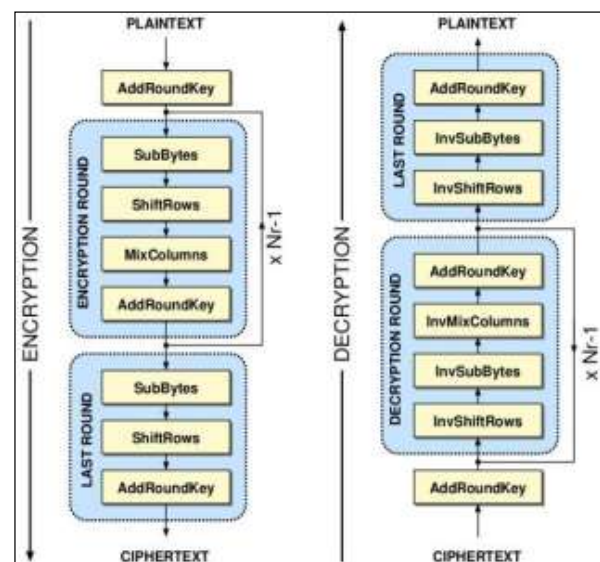 PLAINTEXT
AddRoundKey
SubBytes
ShiftRows
MixColumns
AddRoundKey
ENCRYPTION ROUND
x Nr-1
SubBytes
ShiftRows
AddRoundKey
LAST ROUND
CIPHERTEXT
ENCRYPTION
PLAINTEXT
AddRoundKey
InvSubBytes
InvShiftRows
LAST ROUND
AddRoundKey
InvMixColumns
InvSubBytes
InvShiftRows
DECRYPTION ROUND
x Nr-1
AddRoundKey
CIPHERTEXT
DECRYPTION